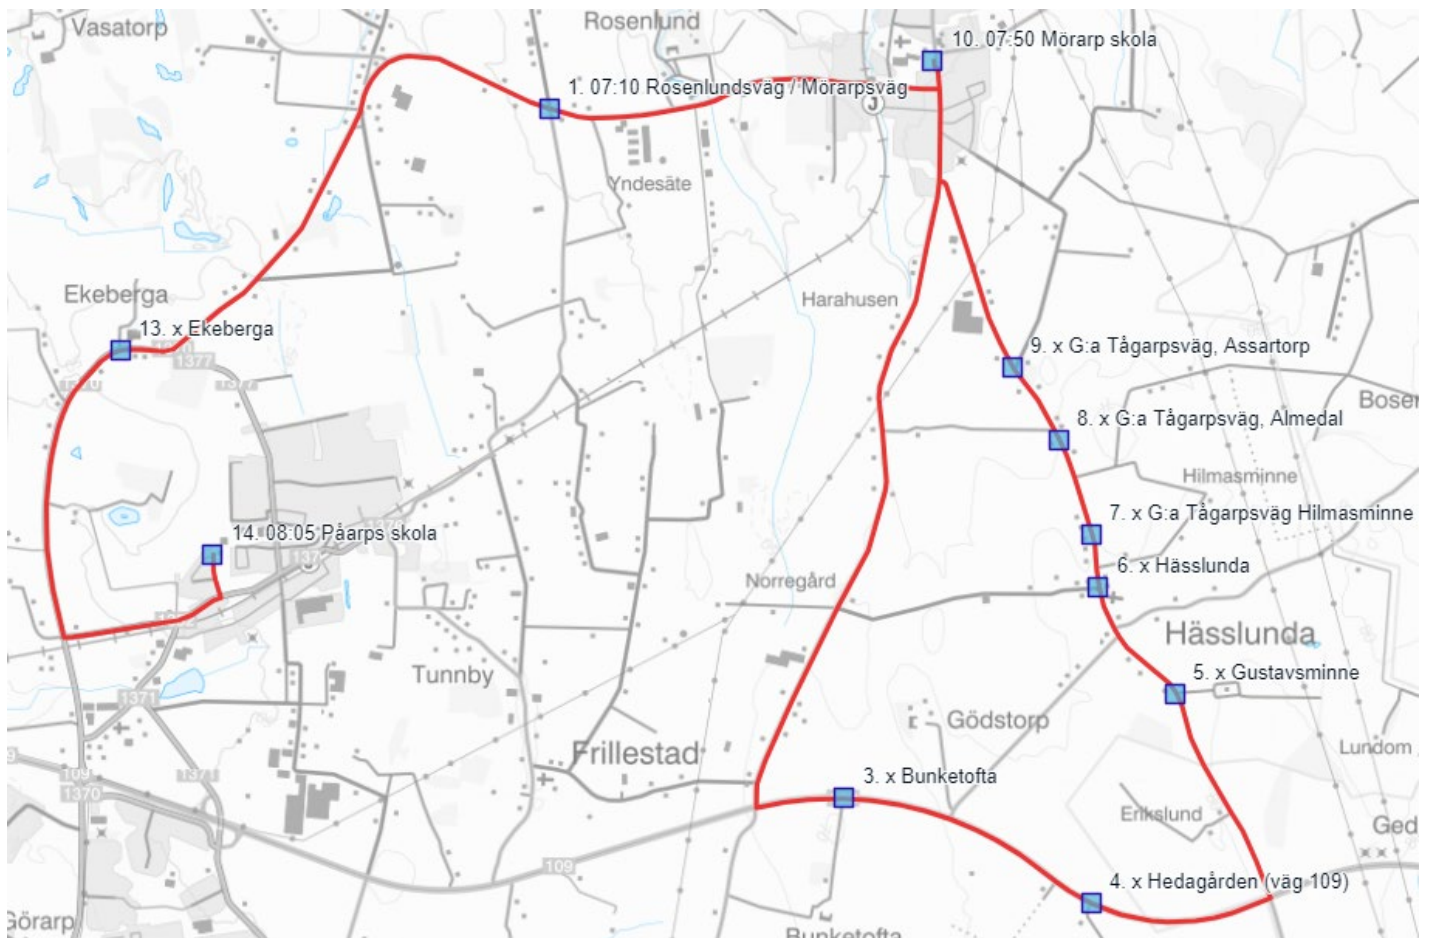 Vasatorp
Rosenlund
10. 07:50 Mörarp skola
1. 07:10 Rosenlundsväg / Mörarpsväg
J
Yndesäte
Ekeberga
Harahusen
13. x Ekeberga
1377
1377
9. x G:a Tågarpsväg, Assartorp
8. x G:a Tågarpsväg, Almedal
Boser
Hilmasminne
7. x G:a Tågarpsväg Hilmasminne
14. 08:05 Påarps skola
6. x Hässlunda
Norregård
Hässlunda
5. x Gustavsminne
Tunnby
1371
Gödstorp
Lundom
Frillestad
109
1370
1371
3. x Bunketofta
Erikslund
Ged
109
4. x Hedagården (väg 109)
Görarp
Bunketofta